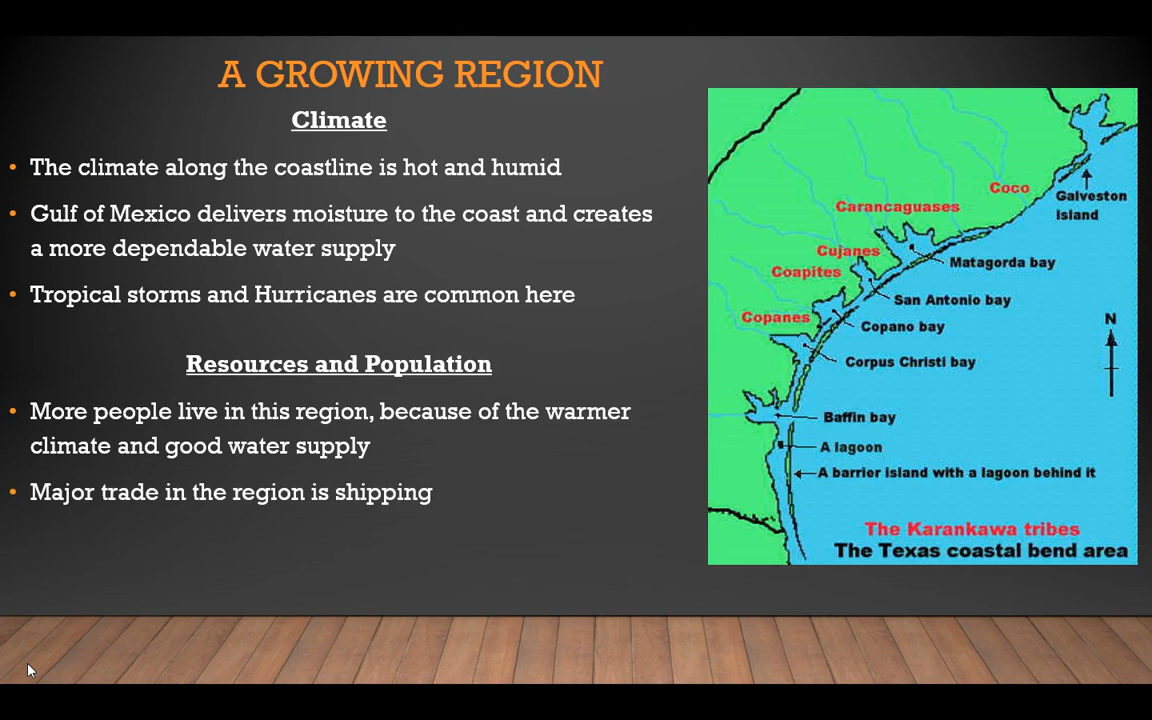 A GROWING REGION
Climate
• The climate along the coastline is hot and humid
• Gulf of Mexico delivers moisture to the coast and creates
a more dependable water supply
• Tropical storms and Hurricanes are common here
Resources and Population
• More people live in this region, because of the warmer
climate and good water supply
• Major trade in the region is shipping
Coco
Galveston
Island
Carancaguases
Cujanes
Matagorda bay
Coapites
San Antonio bay
Copanes
Copano bay
N
Corpus Christi bay
Baffin bay
A lagoon
A barrier island with a lagoon behind it
The Karankawa tribes
The Texas coastal bend area